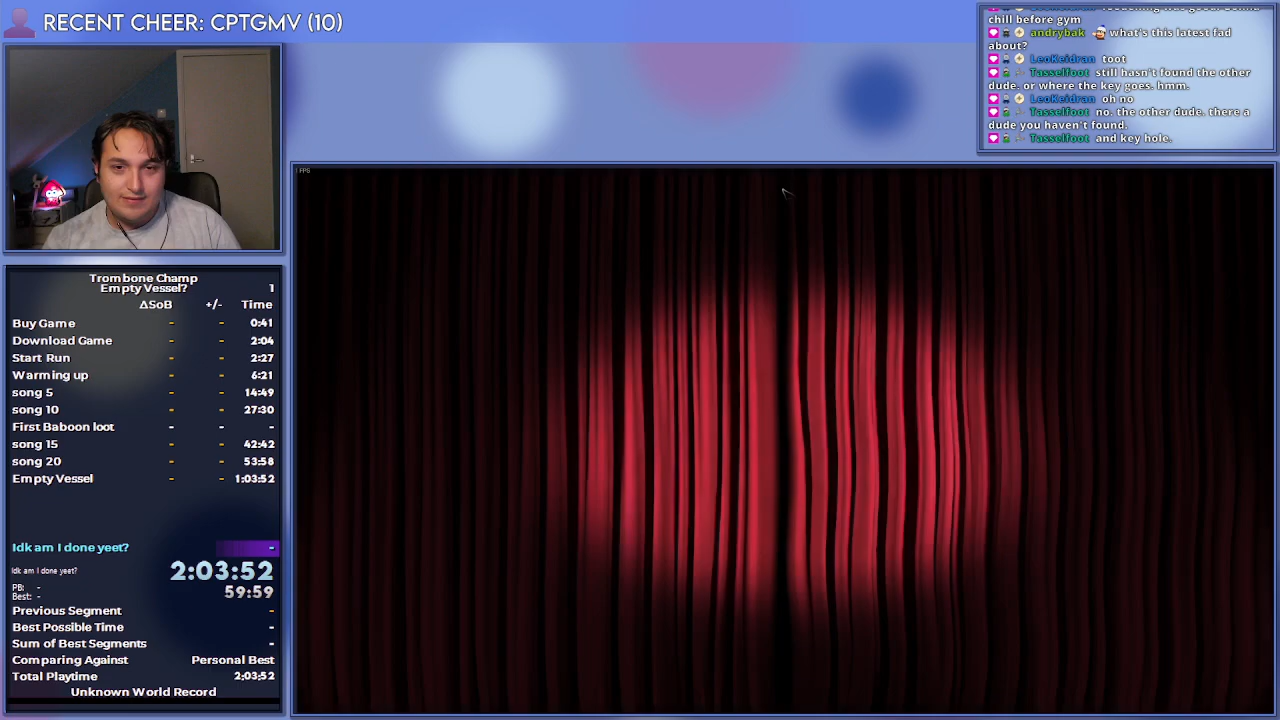 RECENT CHEER: CPTGMV (10)
chill before gym
andrybak what's this latest fad
about?
LeoKeidran toot
Tasselfoot still hasn't found the other
dude. or where the key goes. hmm.
LeoKeidran oh no
Tasselfoot no. the other dude. there a
dude you haven't found.
Tasselfoot and key hole.
FPS
Trombone Champ
Empty Vessel? 1
ΔSoB +/- Time
Buy Game - - 0:41
Download Game - - 2:04
Start Run - - 2:27
Warming up - - 6:21
song 5 - - 14:49
song 10 - - 27:30
First Baboon loot - - -
song 15 - - 42:42
song 20 - - 53:58
Empty Vessel - - 1:03:52
Idk am I done yeet? -
Idk am I done yeet? 2:03:52
PB: -
Best: - 59:59
Previous Segment -
Best Possible Time -
Sum of Best Segments -
Comparing Against Personal Best
Total Playtime 2:03:52
Unknown World Record